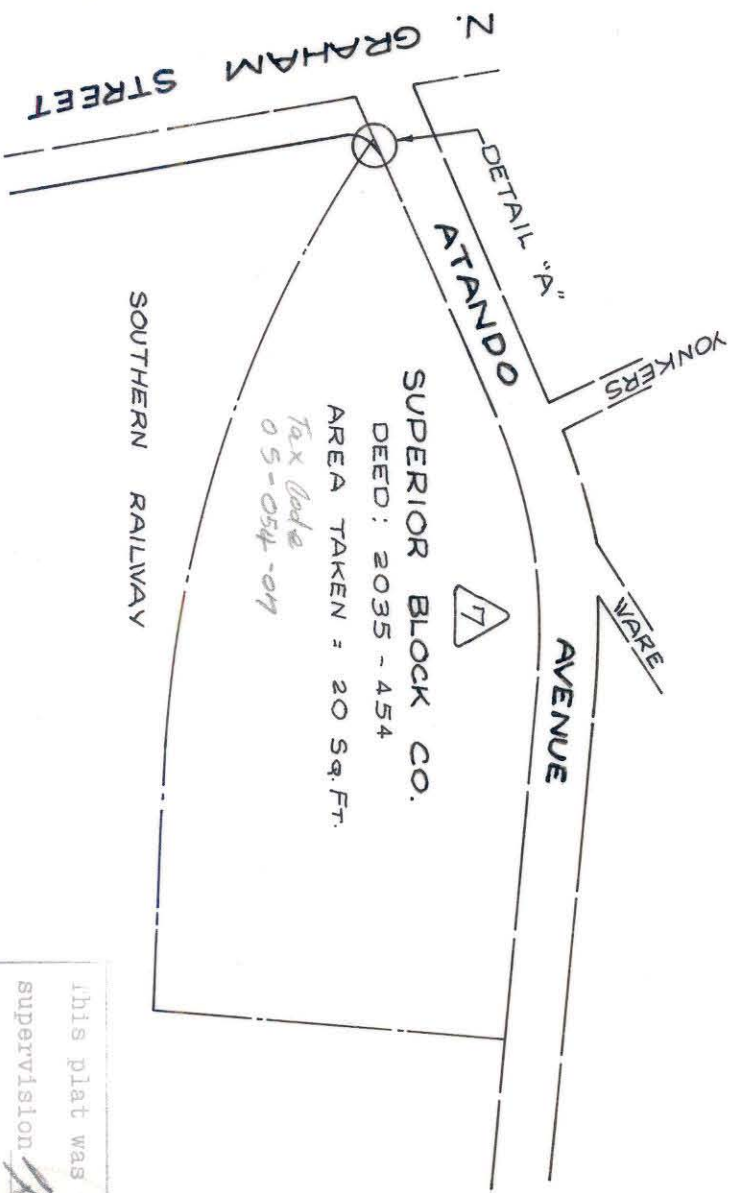 N. GRAHAM STREET
DETAIL "A"
YONKERS
ATANDO AVENUE
WARE
7
SUPERIOR BLOCK CO.
DEED: 2035 - 454
AREA TAKEN = 20 SQ. FT.
Tax Code
05-054-07
SOUTHERN RAILWAY
This plat was
supervision